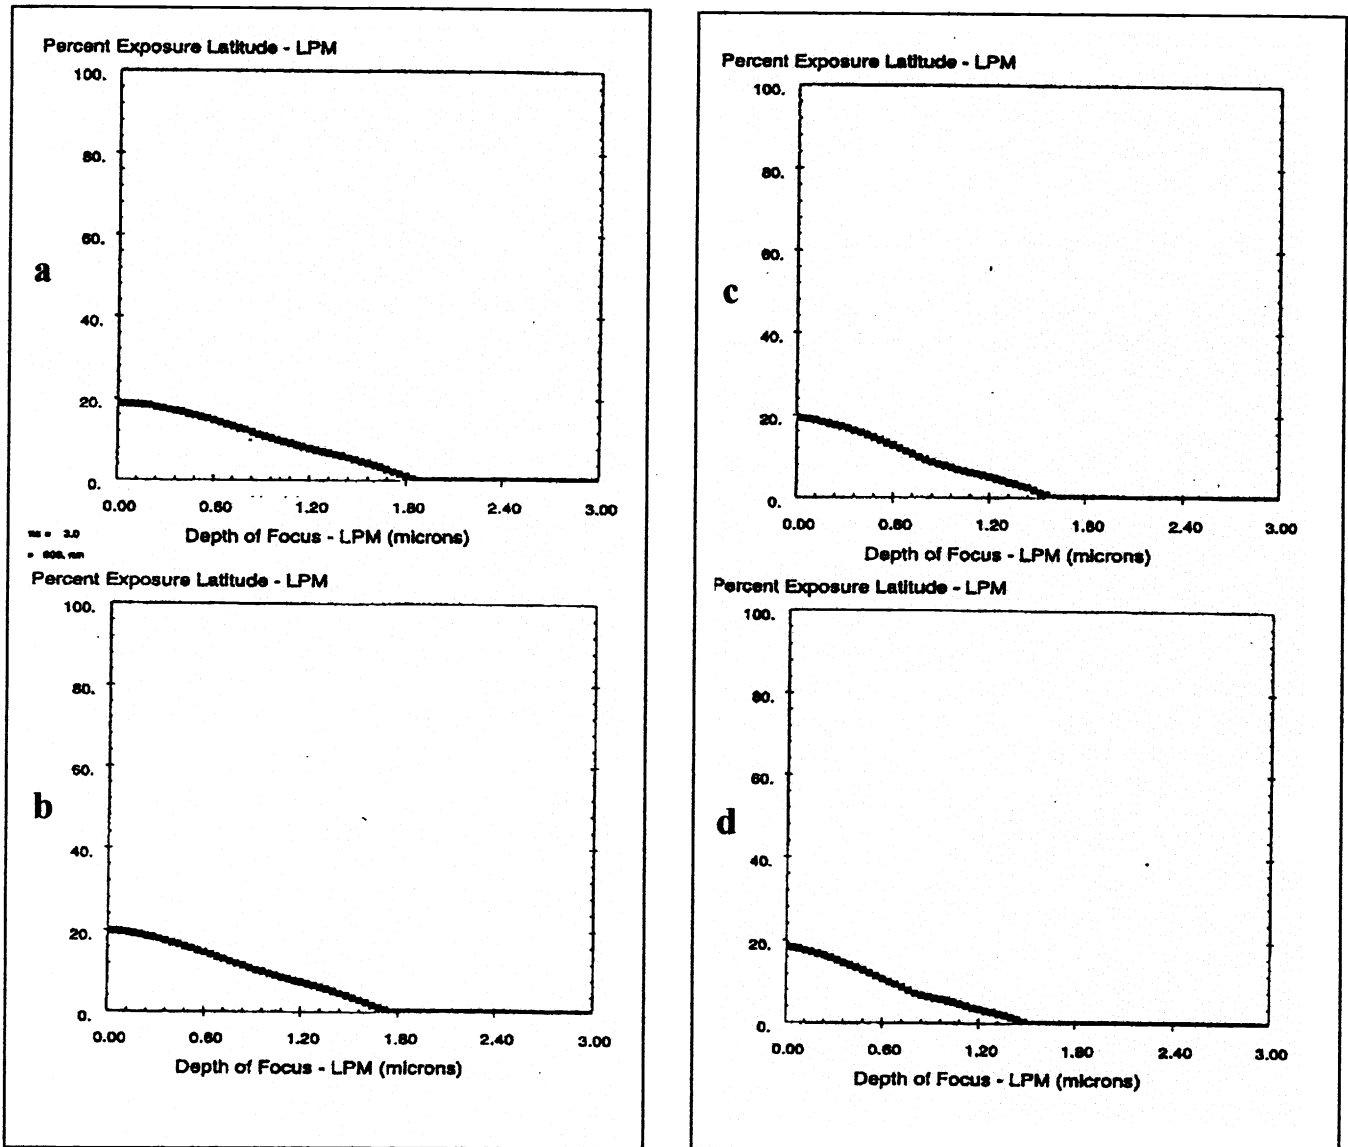 Percent Exposure Latitude - LPM
100.
80.
60.
a
40.
20.
0.
0.00 0.60 1.20 1.80 2.40 3.00
3.0
Depth of Focus - LPM (microns)
Percent Exposure Latitude - LPM
100.
80.
60.
b
40.
20.
0.
0.00 0.60 1.20 1.80 2.40 3.00
Depth of Focus - LPM (microns)
Percent Exposure Latitude - LPM
100.
80.
60.
c
40.
20.
0.
0.00 0.60 1.20 1.80 2.40 3.00
Depth of Focus - LPM (microns)
Percent Exposure Latitude - LPM
100.
80.
60.
d
40.
20.
0.
0.00 0.60 1.20 1.80 2.40 3.00
Depth of Focus - LPM (microns)